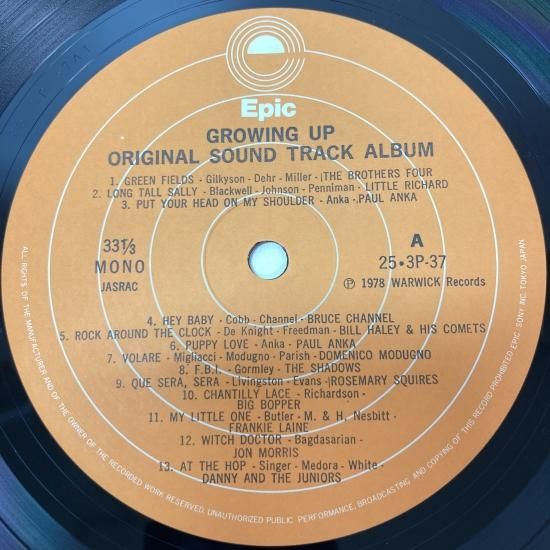 Epic
GROWING UP
ORIGINAL SOUND TRACK ALBUM
1. GREEN FIELDS - Gilkyson - Dehr - Miller - THE BROTHERS FOUR
2. LONG TALL SALLY - Blackwell - Johnson - Penniman - LITTLE RICHARD
3. PUT YOUR HEAD ON MY SHOULDER - Anka - PAUL ANKA
33⅓
MONO
JASRAC
A
25•3P-37
Ⓟ 1978 WARWICK Records
4. HEY BABY - Cobb - Channel - BRUCE CHANNEL
5. ROCK AROUND THE CLOCK - De Knight - Freedman - BILL HALEY & HIS COMETS
6. PUPPY LOVE - Anka - PAUL ANKA
7. VOLARE - Migliacci - Modugno - Parish - DOMENICO MODUGNO
8. F.B.I. - Gormley - THE SHADOWS
9. QUE SERA, SERA - Livingston - Evans - ROSEMARY SQUIRES
10. CHANTILLY LACE - Richardson -
BIG BOPPER
11. MY LITTLE ONE - Butler - M. & H. Nesbitt -
FRANKIE LAINE
12. WITCH DOCTOR - Bagdasarian -
JON MORRIS
13. AT THE HOP - Singer - Medora - White -
DANNY AND THE JUNIORS
ALL RIGHTS OF THE MANUFACTURER AND OF THE OWNER OF THE RECORDED WORK RESERVED. UNAUTHORIZED PUBLIC PERFORMANCE, BROADCASTING AND COPYING OF THIS RECORD PROHIBITED EPIC SONY INC. TOKYO JAPAN